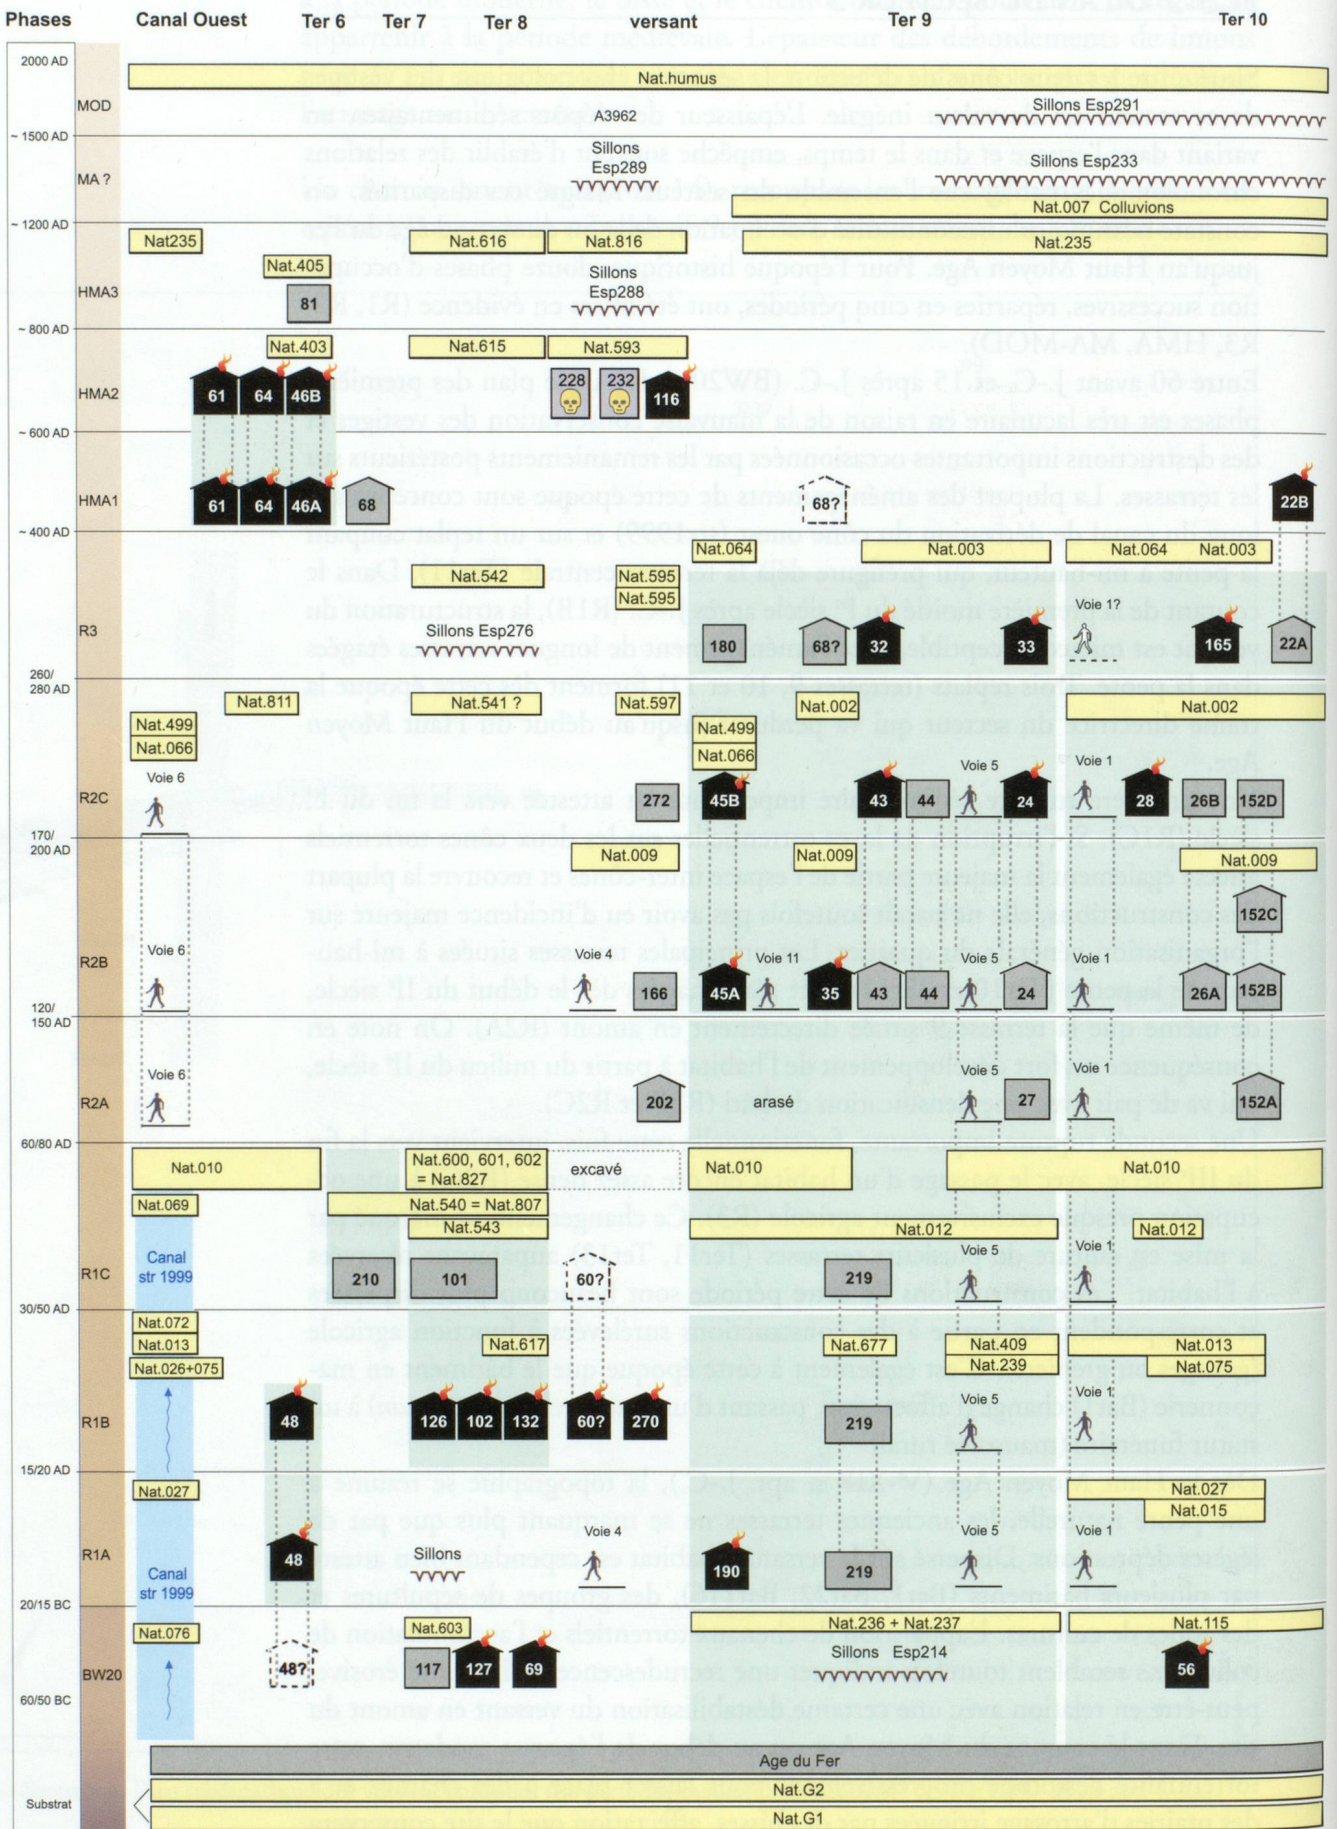 Phases Canal Ouest Ter 6 Ter 7 Ter 8 versant Ter 9 Ter 10
2000 AD
Nat.humus
MOD
A3962
Sillons Esp291
~ 1500 AD
Sillons
Esp289
Sillons Esp233
MA ?
Nat.007 Colluvions
~ 1200 AD
Nat235 Nat.616 Nat.816 Nat.235
Nat.405
Sillons
Esp288
HMA3
81
~ 800 AD
Nat.403 Nat.615 Nat.593
HMA2
61 64 46B 228 232 116
~ 600 AD
HMA1
61 64 46A 68 68? 22B
~ 400 AD
Nat.064 Nat.003 Nat.064 Nat.003
Nat.542 Nat.595
Nat.595
Voie 1?
R3
Sillons Esp276
180 68? 32 33 165 22A
260/
280 AD
Nat.811 Nat.541 ? Nat.597 Nat.002 Nat.002
Nat.499 Nat.499
Nat.066 Nat.066
Voie 6 Voie 5 Voie 1
R2C
272 45B 43 44 24 28 26B 152D
170/
200 AD
Nat.009 Nat.009 Nat.009
152C
R2B
Voie 6 Voie 4 Voie 11 Voie 5 Voie 1
166 45A 35 43 44 24 26A 152B
120/
150 AD
Voie 6 Voie 5 Voie 1
R2A
202 arasé 27 152A
60/80 AD
Nat.010 Nat.600, 601, 602
= Nat.827
excavé Nat.010 Nat.010
Nat.069 Nat.540 = Nat.807
Nat.543 Nat.012 Nat.012
Canal
str 1999
Voie 5 Voie 1
R1C
210 101 60? 219
30/50 AD
Nat.072
Nat.013 Nat.617 Nat.677 Nat.409 Nat.013
Nat.026+075 Nat.239 Nat.075
Voie 5 Voie 1
R1B
48 126 102 132 60? 270 219
15/20 AD
Nat.027 Nat.027
Nat.015
Voie 4 Voie 5 Voie 1
R1A
Canal
str 1999
48 Sillons 190 219
20/15 BC
Nat.076 Nat.603 Nat.236 + Nat.237 Nat.115
Sillons Esp214
BW20
48? 117 127 69 56
60/50 BC
Age du Fer
Nat.G2
Substrat
Nat.G1